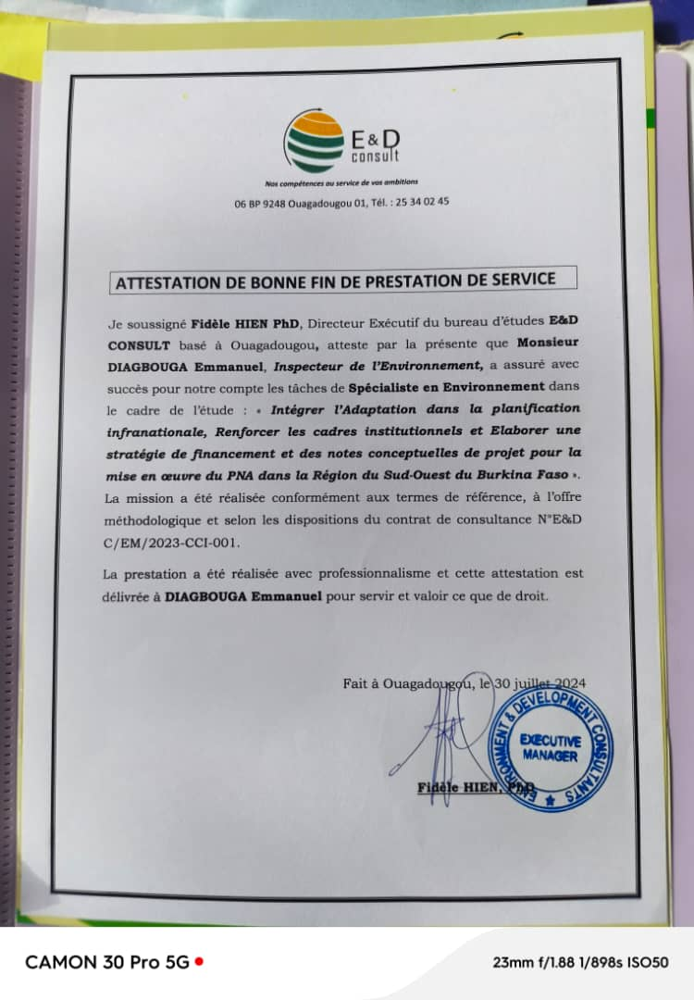 E&D
consult
Nos compétences au service de vos ambitions
06 BP 9248 Ouagadougou 01, Tél. : 25 34 02 45
ATTESTATION DE BONNE FIN DE PRESTATION DE SERVICE
Je soussigné Fidèle HIEN PhD, Directeur Exécutif du bureau d'études E&D
CONSULT basé à Ouagadougou, atteste par la présente que Monsieur
DIAGBOUGA Emmanuel, Inspecteur de l'Environnement, a assuré avec
succès pour notre compte les tâches de Spécialiste en Environnement dans
le cadre de l'étude : « Intégrer l'Adaptation dans la planification
infranationale, Renforcer les cadres institutionnels et Elaborer une
stratégie de financement et des notes conceptuelles de projet pour la
mise en œuvre du PNA dans la Région du Sud-Ouest du Burkina Faso ».
La mission a été réalisée conformément aux termes de référence, à l'offre
méthodologique et selon les dispositions du contrat de consultance N°E&D
C/EM/2023-CCI-001.
La prestation a été réalisée avec professionnalisme et cette attestation est
délivrée à DIAGBOUGA Emmanuel pour servir et valoir ce que de droit.
Fait à Ouagadougou, le 30 juillet 2024
ENVIRONMENT & DEVELOPMENT CONSULTANTS
EXECUTIVE
MANAGER
Fidèle HIEN, PhD
CAMON 30 Pro 5G
23mm f/1.88 1/898s ISO50